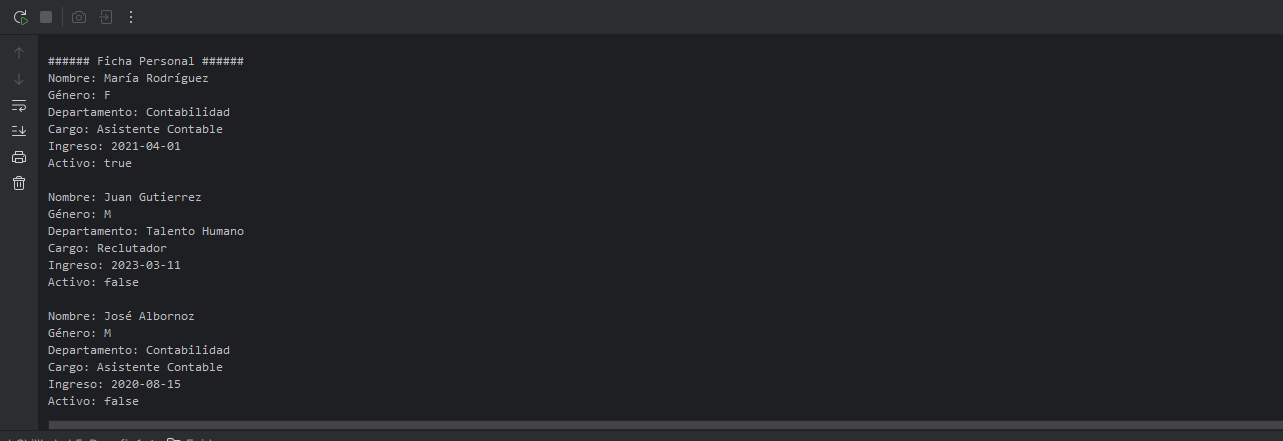 ###### Ficha Personal ######
Nombre: María Rodríguez
Género: F
Departamento: Contabilidad
Cargo: Asistente Contable
Ingreso: 2021-04-01
Activo: true
Nombre: Juan Gutierrez
Género: M
Departamento: Talento Humano
Cargo: Reclutador
Ingreso: 2023-03-11
Activo: false
Nombre: José Albornoz
Género: M
Departamento: Contabilidad
Cargo: Asistente Contable
Ingreso: 2020-08-15
Activo: false